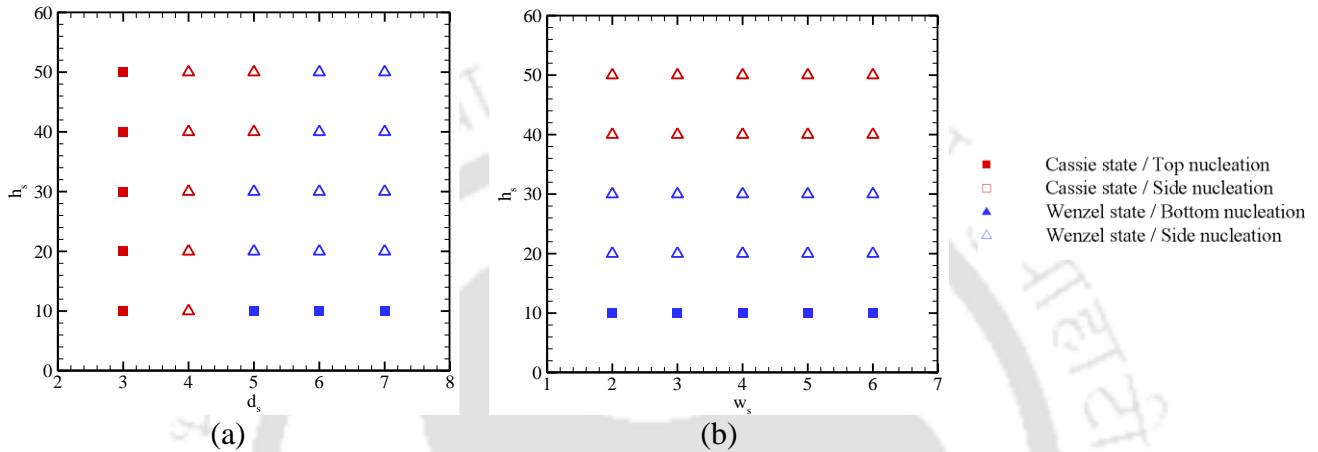 60
50
40
30
20
10
0
h_s
2 3 4 5 6 7 8
d_s
(a)
60
50
40
30
20
10
0
h_s
1 2 3 4 5 6 7
w_s
(b)
Cassie state / Top nucleation
Cassie state / Side nucleation
Wenzel state / Bottom nucleation
Wenzel state / Side nucleation